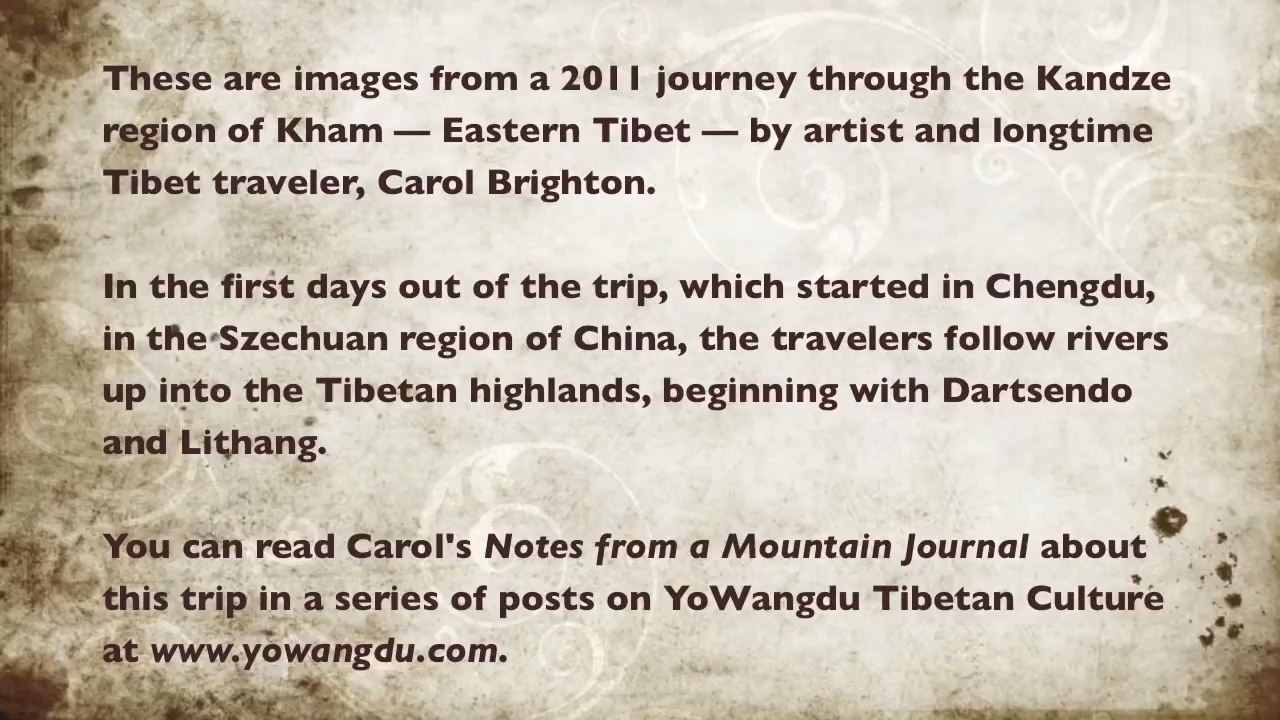 These are images from a 2011 journey through the Kandze
region of Kham — Eastern Tibet — by artist and longtime
Tibet traveler, Carol Brighton.
In the first days out of the trip, which started in Chengdu,
in the Szechuan region of China, the travelers follow rivers
up into the Tibetan highlands, beginning with Dartsendo
and Lithang.
You can read Carol's Notes from a Mountain Journal about
this trip in a series of posts on YoWangdu Tibetan Culture
at www.yowangdu.com.